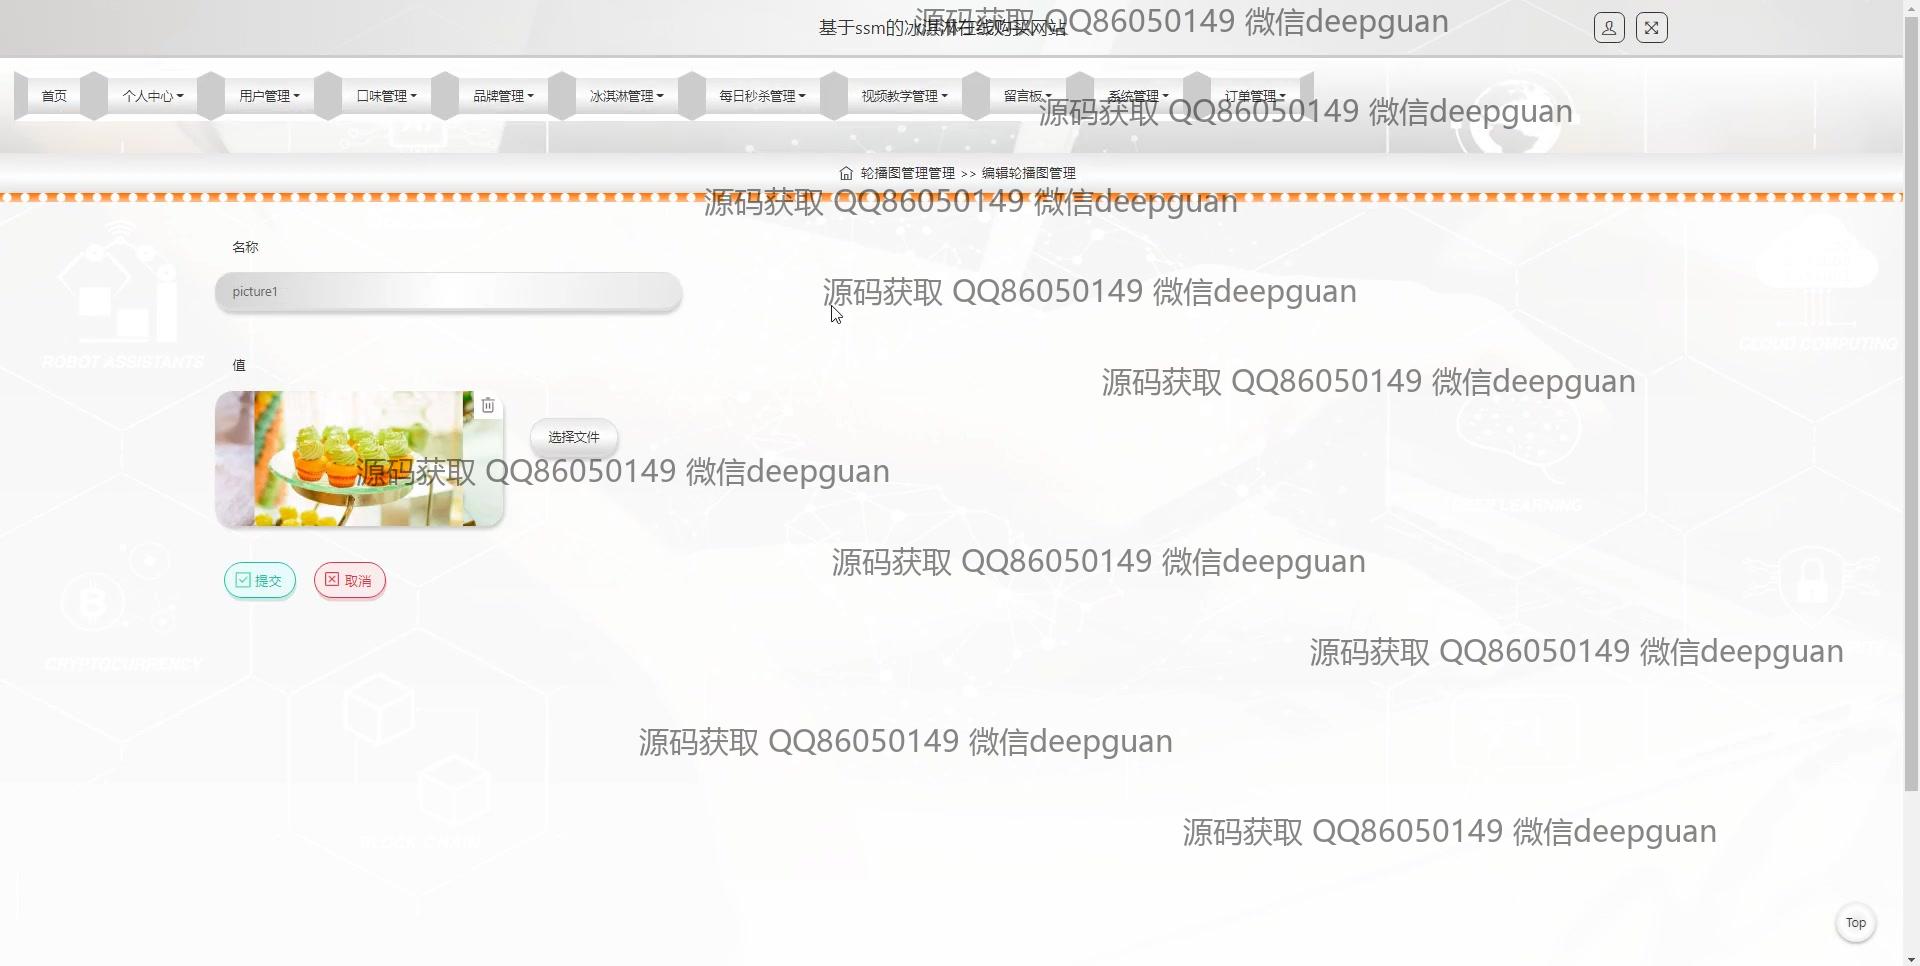 基于ssm的冰淇淋在线购买网站
源码获取 QQ86050149 微信deepguan
首页 个人中心 用户管理 口味管理 品牌管理 冰淇淋管理 每日秒杀管理 视频教学管理 留言板 系统管理 订单管理
源码获取 QQ86050149 微信deepguan
轮播图管理管理 >> 编辑轮播图管理
源码获取 QQ86050149 微信deepguan
名称
picture1
源码获取 QQ86050149 微信deepguan
ROBOT ASSISTANTS
CLOUD COMPUTING
值
源码获取 QQ86050149 微信deepguan
选择文件
源码获取 QQ86050149 微信deepguan
DEEP LEARNING
源码获取 QQ86050149 微信deepguan
提交 取消
源码获取 QQ86050149 微信deepguan
CRYPTOCURRENCY
源码获取 QQ86050149 微信deepguan
源码获取 QQ86050149 微信deepguan
BLOCK CHAIN
Top